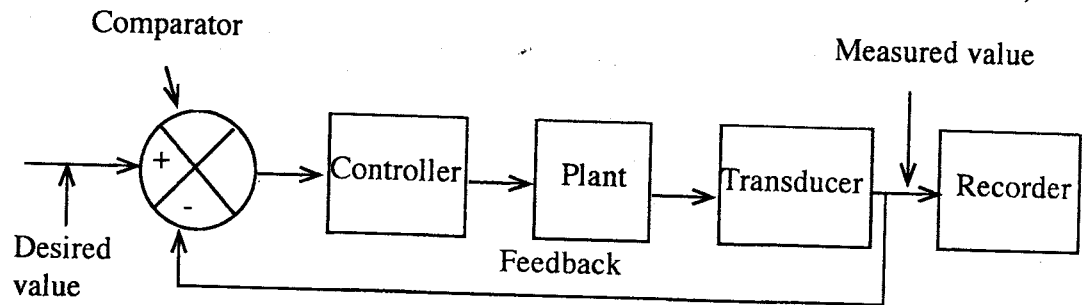 Comparator
Measured value
+
-
Controller
Plant
Transducer
Recorder
Desired
value
Feedback